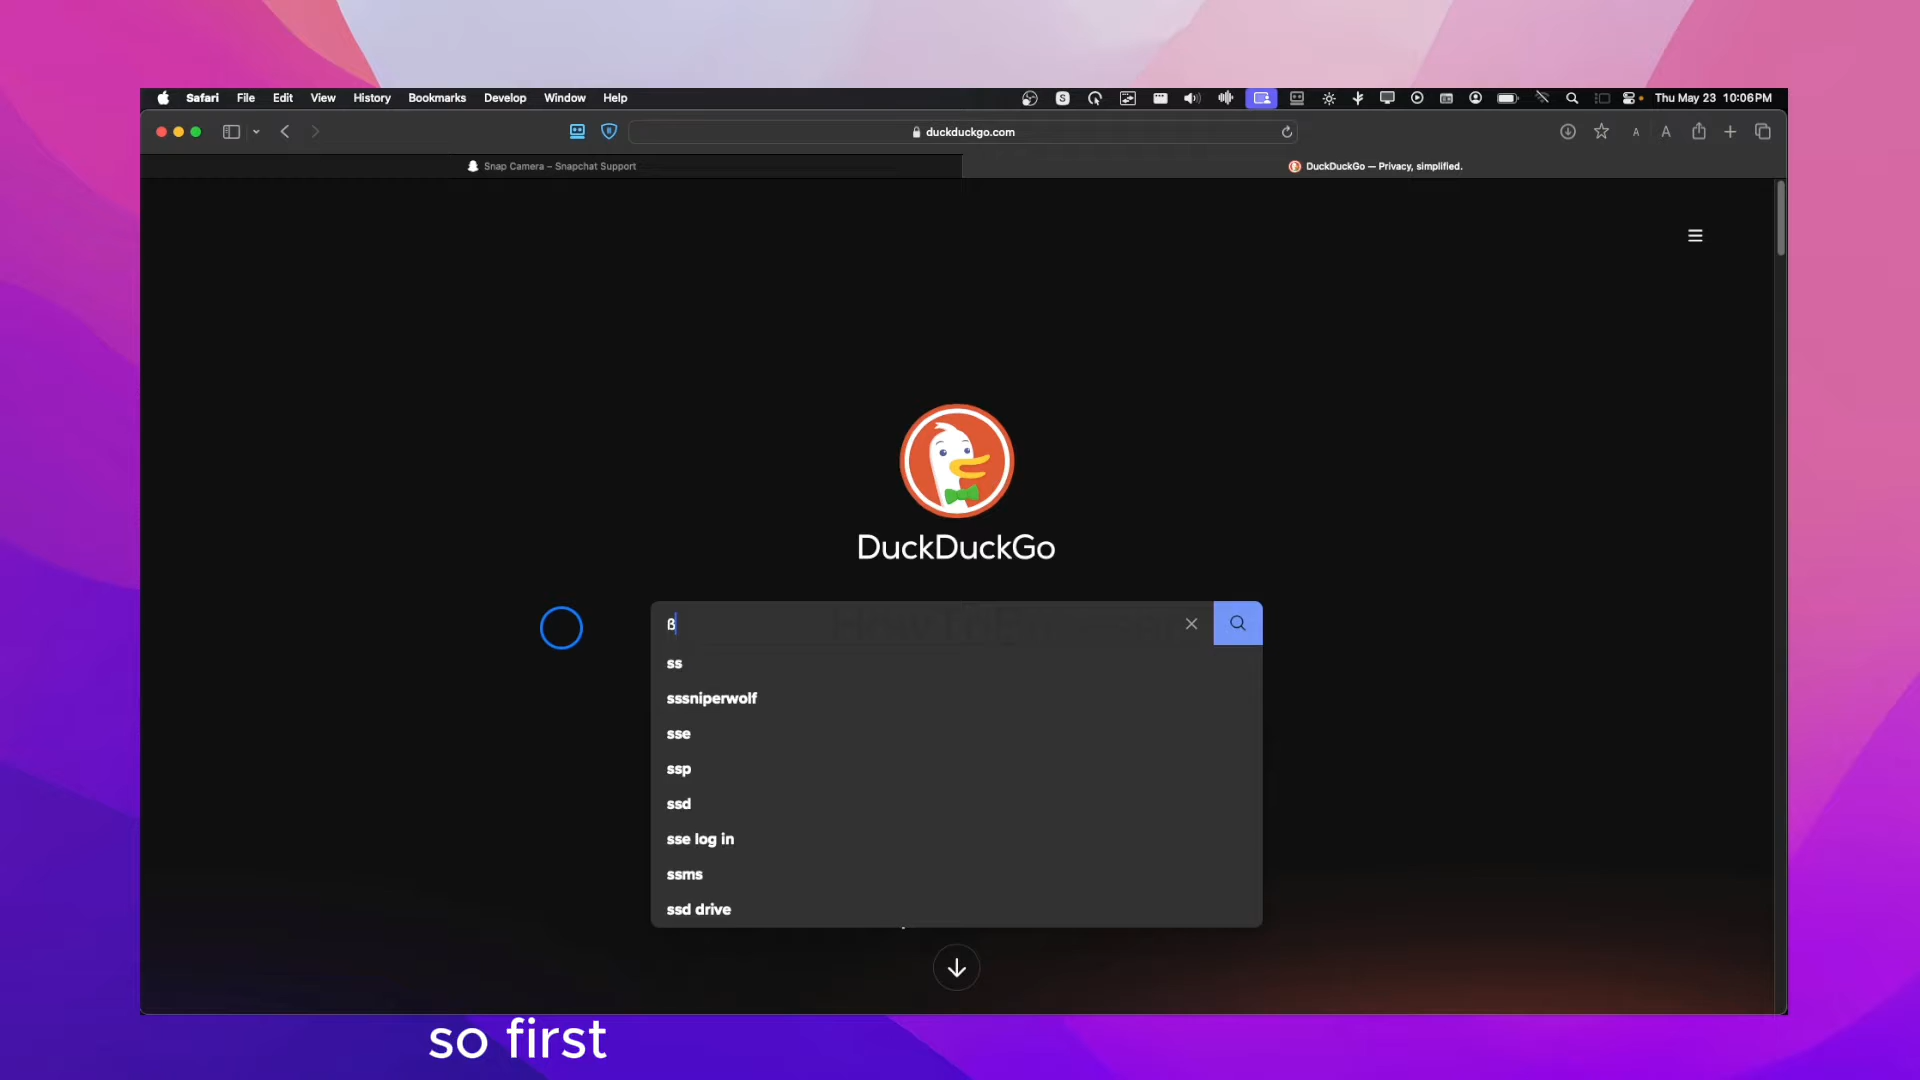 Safari File Edit View History Bookmarks Develop Window Help Thu May 23 10:06PM
duckduckgo.com
A A
Snap Camera – Snapchat Support
DuckDuckGo — Privacy, simplified.
DuckDuckGo
ß
ss
sssniperwolf
sse
ssp
ssd
sse log in
ssms
ssd drive
so first